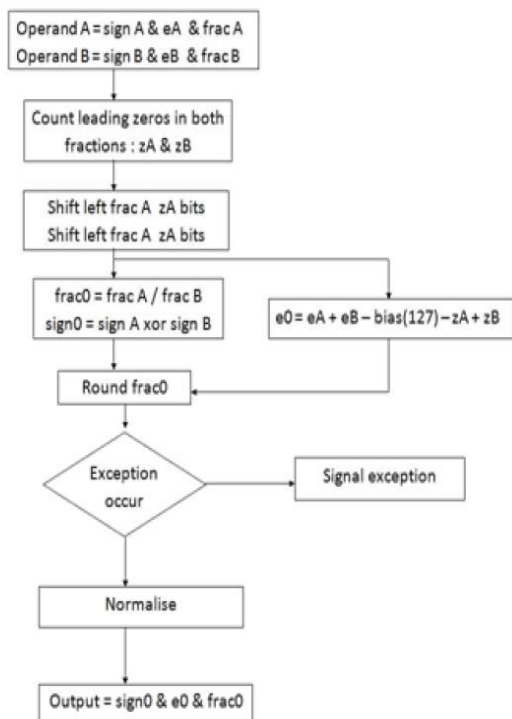 Operand A = sign A & eA & frac A
Operand B = sign B & eB & frac B
Count leading zeros in both
fractions : zA & zB
Shift left frac A zA bits
Shift left frac A zA bits
frac0 = frac A / frac B
sign0 = sign A xor sign B
e0 = eA + eB – bias(127) – zA + zB
Round frac0
Exception
occur
Signal exception
Normalise
Output = sign0 & e0 & frac0